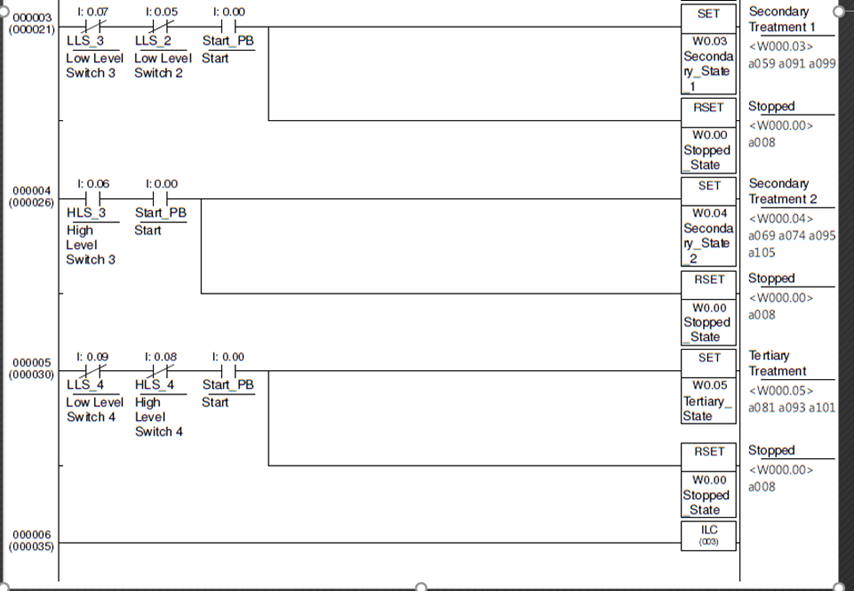 000003
(000021)
I: 0.07
I: 0.05
I: 0.00
LLS_3
LLS_2
Start_PB
Low Level
Switch 3
Low Level
Switch 2
Start
SET
W0.03
Seconda
ry_State
_1
Secondary
Treatment 1
<W000.03>
a059 a091 a099
RSET
W0.00
Stopped
_State
Stopped
<W000.00>
a008
000004
(000026)
I: 0.06
I: 0.00
HLS_3
Start_PB
High
Level
Switch 3
Start
SET
W0.04
Seconda
ry_State
_2
Secondary
Treatment 2
<W000.04>
a069 a074 a095
a105
RSET
W0.00
Stopped
_State
Stopped
<W000.00>
a008
000005
(000030)
I: 0.09
I: 0.08
I: 0.00
LLS_4
HLS_4
Start_PB
Low Level
Switch 4
High
Level
Switch 4
Start
SET
W0.05
Tertiary_
State
Tertiary
Treatment
<W000.05>
a081 a093 a101
RSET
W0.00
Stopped
_State
Stopped
<W000.00>
a008
000006
(000035)
ILC
(003)